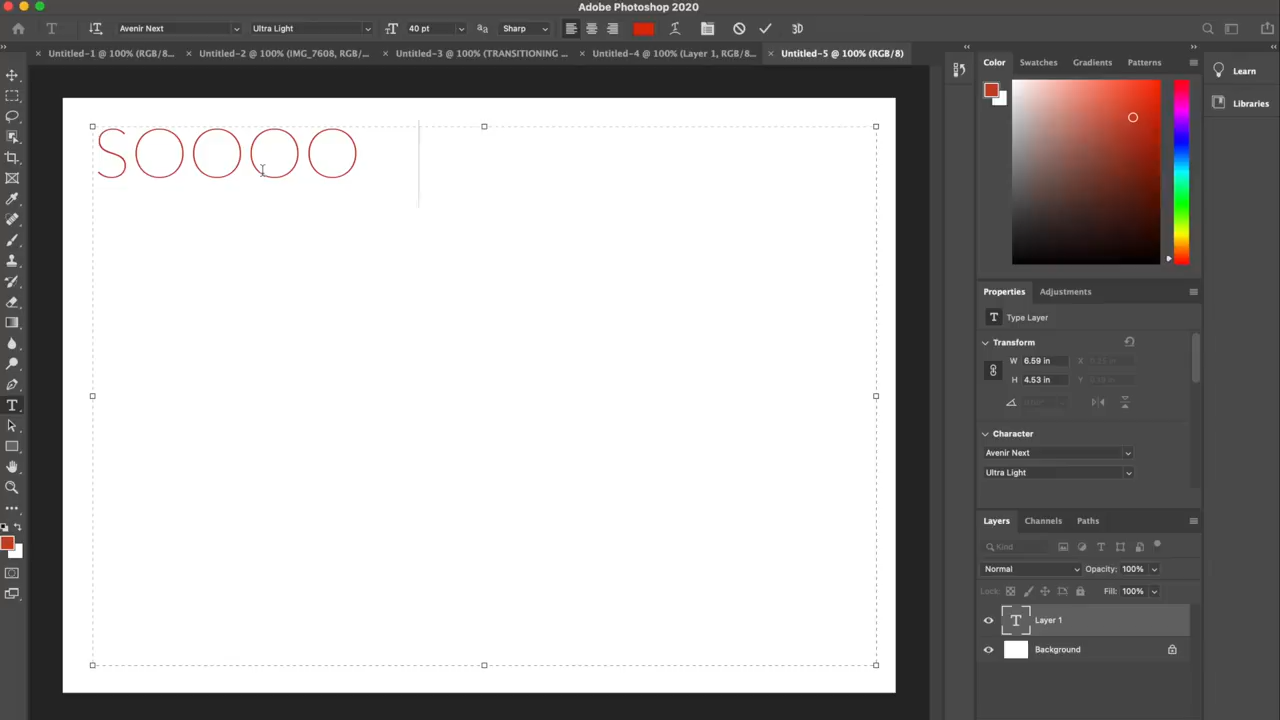 Adobe Photoshop 2020
Avenir Next Ultra Light 40 pt Sharp 3D
Untitled-1 @ 100% (RGB/8... Untitled-2 @ 100% (IMG_7608, RGB/... Untitled-3 @ 100% (TRANSITIONING ... Untitled-4 @ 100% (Layer 1, RGB/8... Untitled-5 @ 100% (RGB/8)
SOOOO
Color Swatches Gradients Patterns
Learn
Libraries
Properties Adjustments
Type Layer
Transform
W 6.59 in X
H 4.53 in Y
Character
Avenir Next
Ultra Light
Layers Channels Paths
Kind
Normal Opacity: 100%
Lock: Fill: 100%
Layer 1
Background